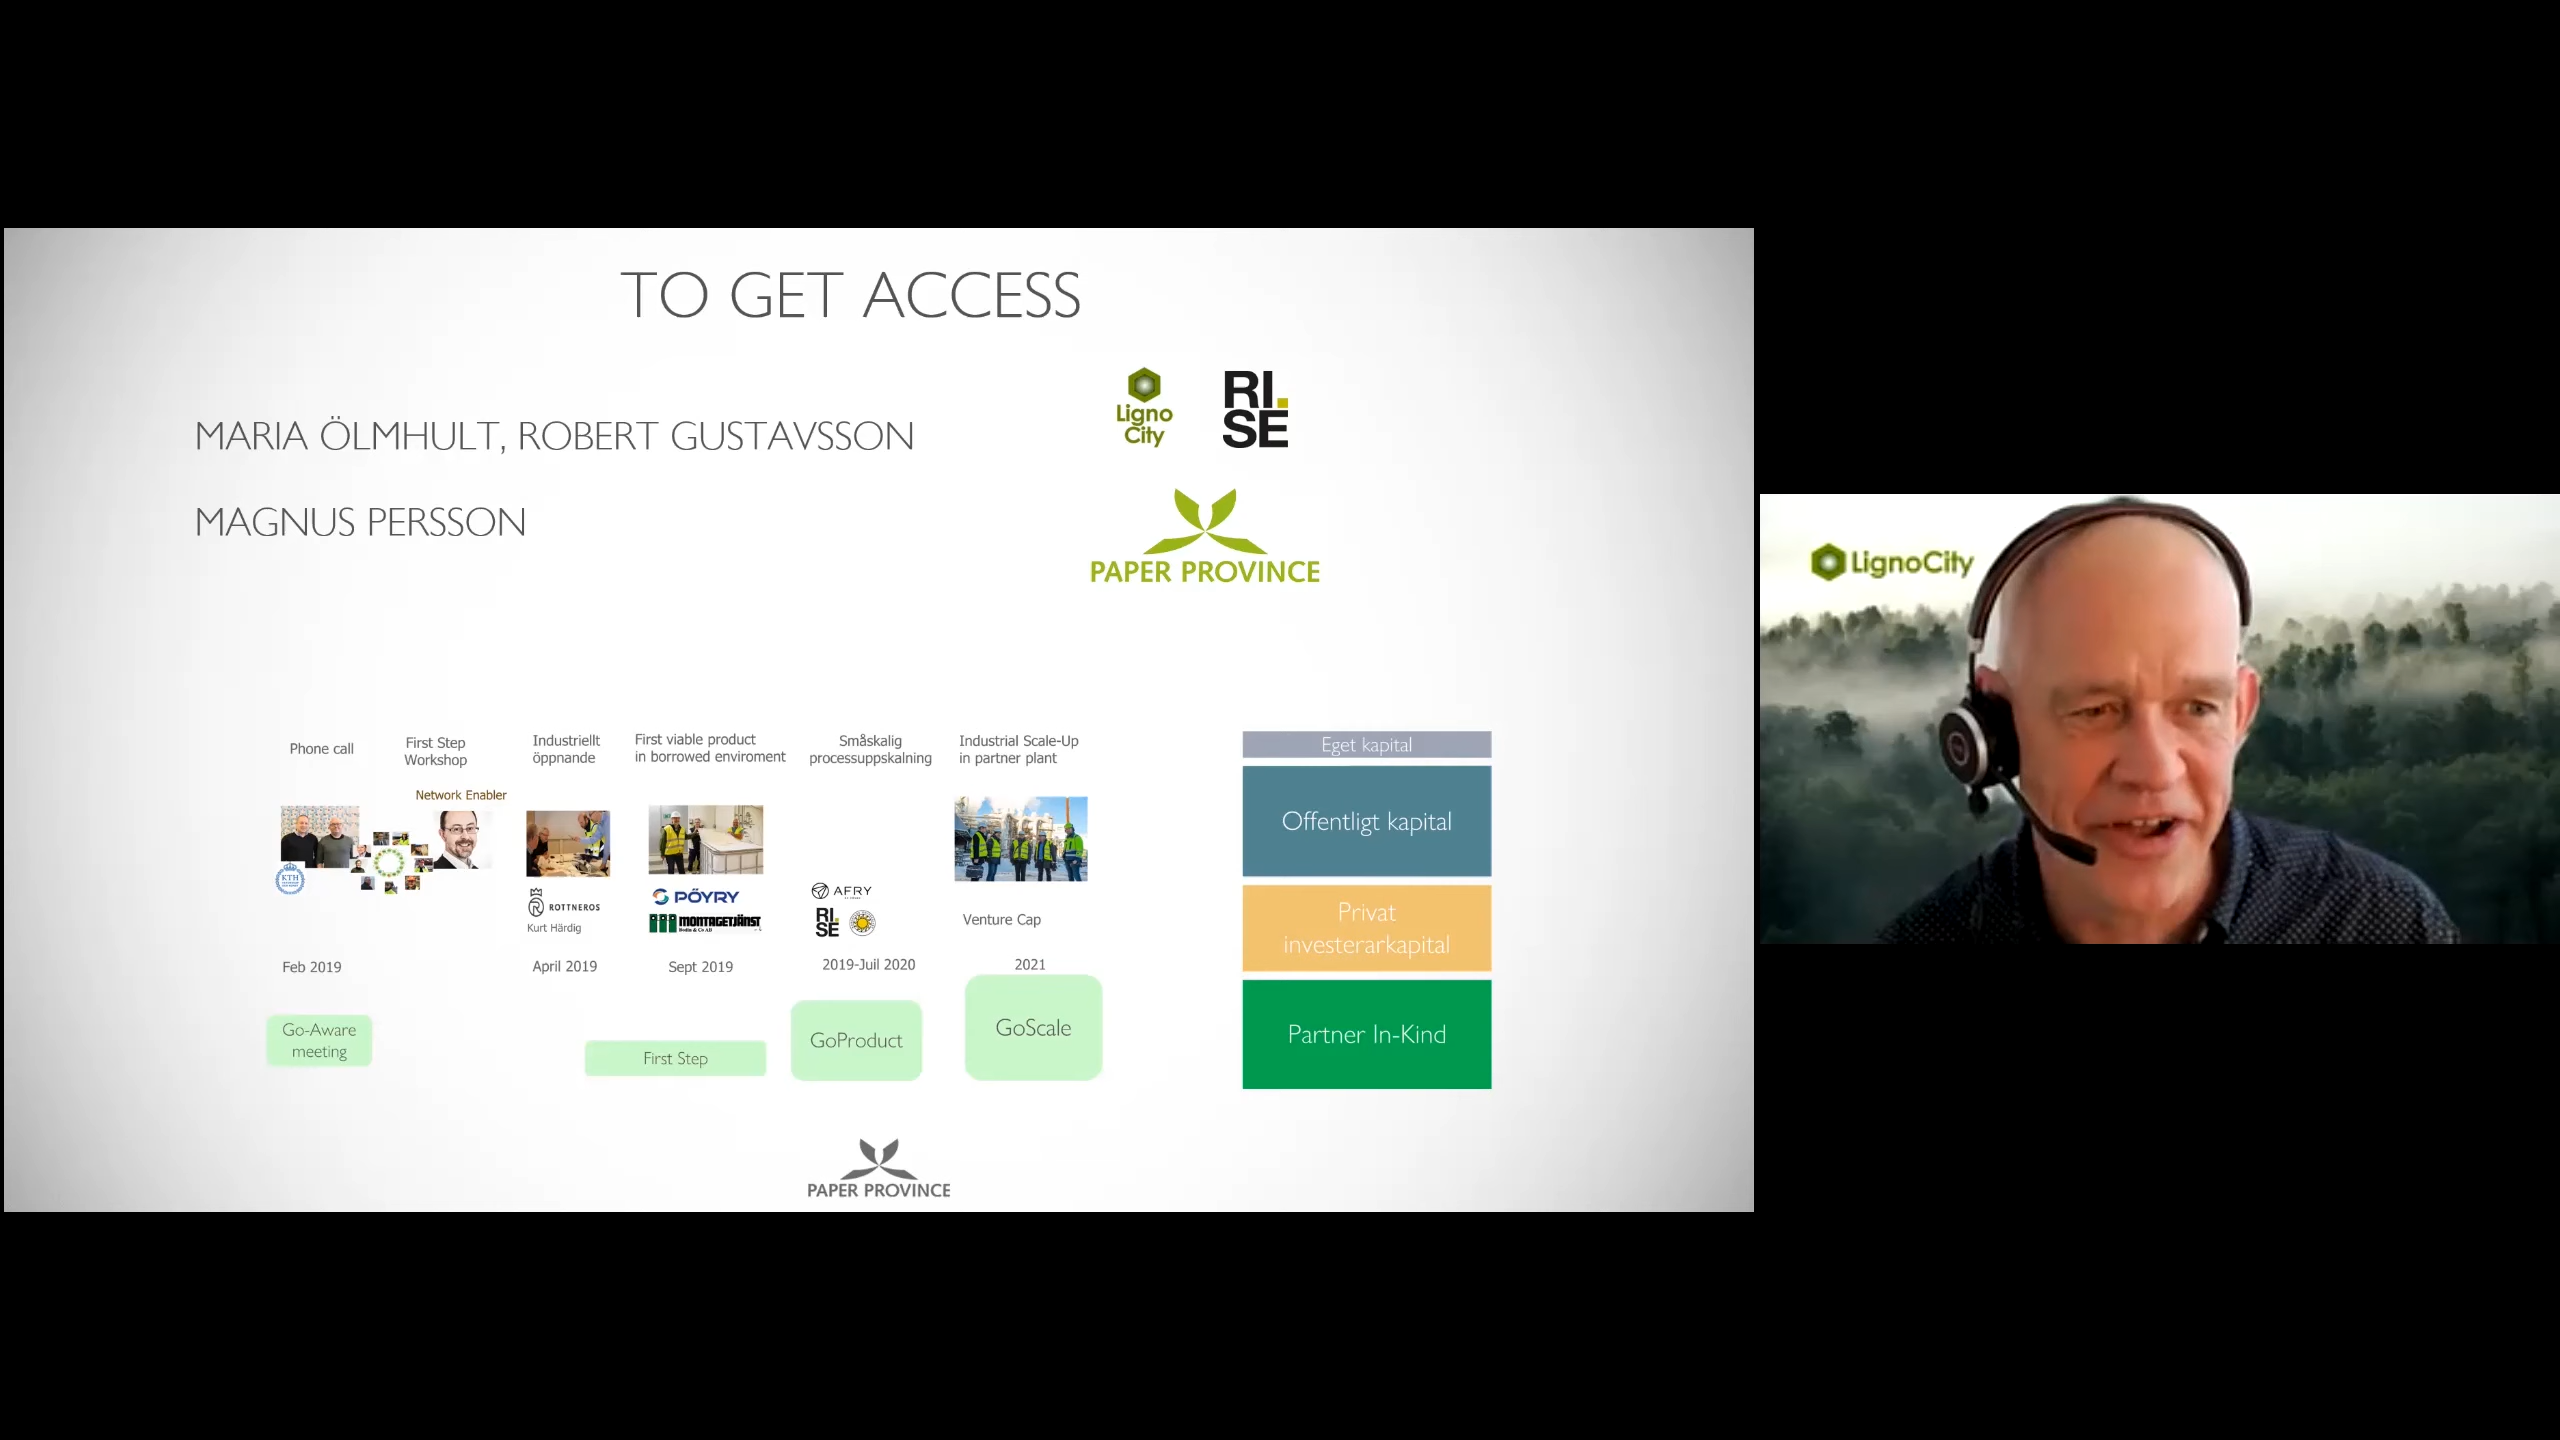 TO GET ACCESS
Ligno
City
RI.
SE
MARIA ÖLMHULT, ROBERT GUSTAVSSON
MAGNUS PERSSON
PAPER PROVINCE
LignoCity
Phone call
First Step
Workshop
Industriellt
öppnande
First viable product
in borrowed enviroment
Småskalig
processuppskalning
Industrial Scale-Up
in partner plant
Network Enabler
KTH
ROTTNEROS
Kurt Härdig
PÖYRY
MONTAGETJÄNST
AFRY
RI.
SE
Venture Cap
Feb 2019
April 2019
Sept 2019
2019-Juil 2020
2021
Go-Aware
meeting
First Step
GoProduct
GoScale
Eget kapital
Offentligt kapital
Privat
investerarkapital
Partner In-Kind
PAPER PROVINCE